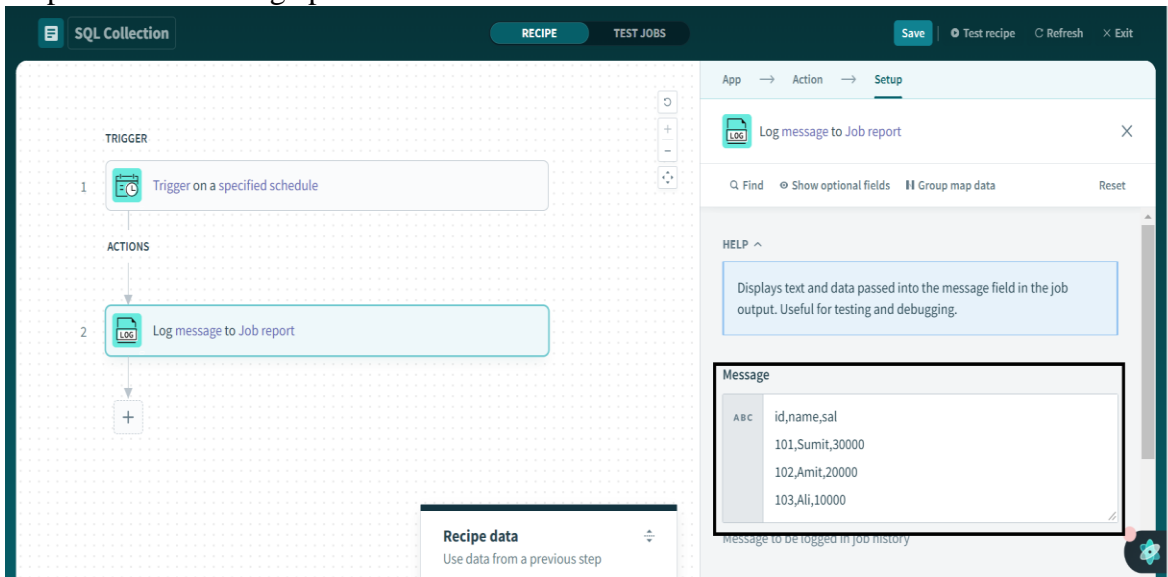 SQL Collection
RECIPE
TEST JOBS
Save
Test recipe
Refresh
Exit
App → Action → Setup
Log message to Job report
Find
Show optional fields
Group map data
Reset
TRIGGER
1
Trigger on a specified schedule
ACTIONS
2
LOG
Log message to Job report
HELP
Displays text and data passed into the message field in the job
output. Useful for testing and debugging.
Message
ABC
id,name,sal
101,Sumit,30000
102,Amit,20000
103,Ali,10000
Message to be logged in job history
Recipe data
Use data from a previous step